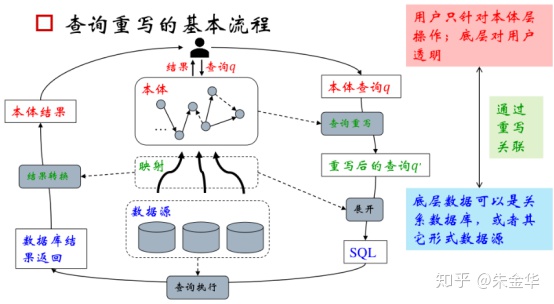 查询重写的基本流程
结果
查询q
本体
...
本体结果
本体查询q
查询重写
结果转换
映射
重写后的查询q'
数据源
展开
数据库结
果返回
SQL
查询执行
用户只针对本体层
操作；底层对用户
透明
通过
重写
关联
底层数据可以是关
系数据库，或者其
它形式数据源
知乎 @朱金华